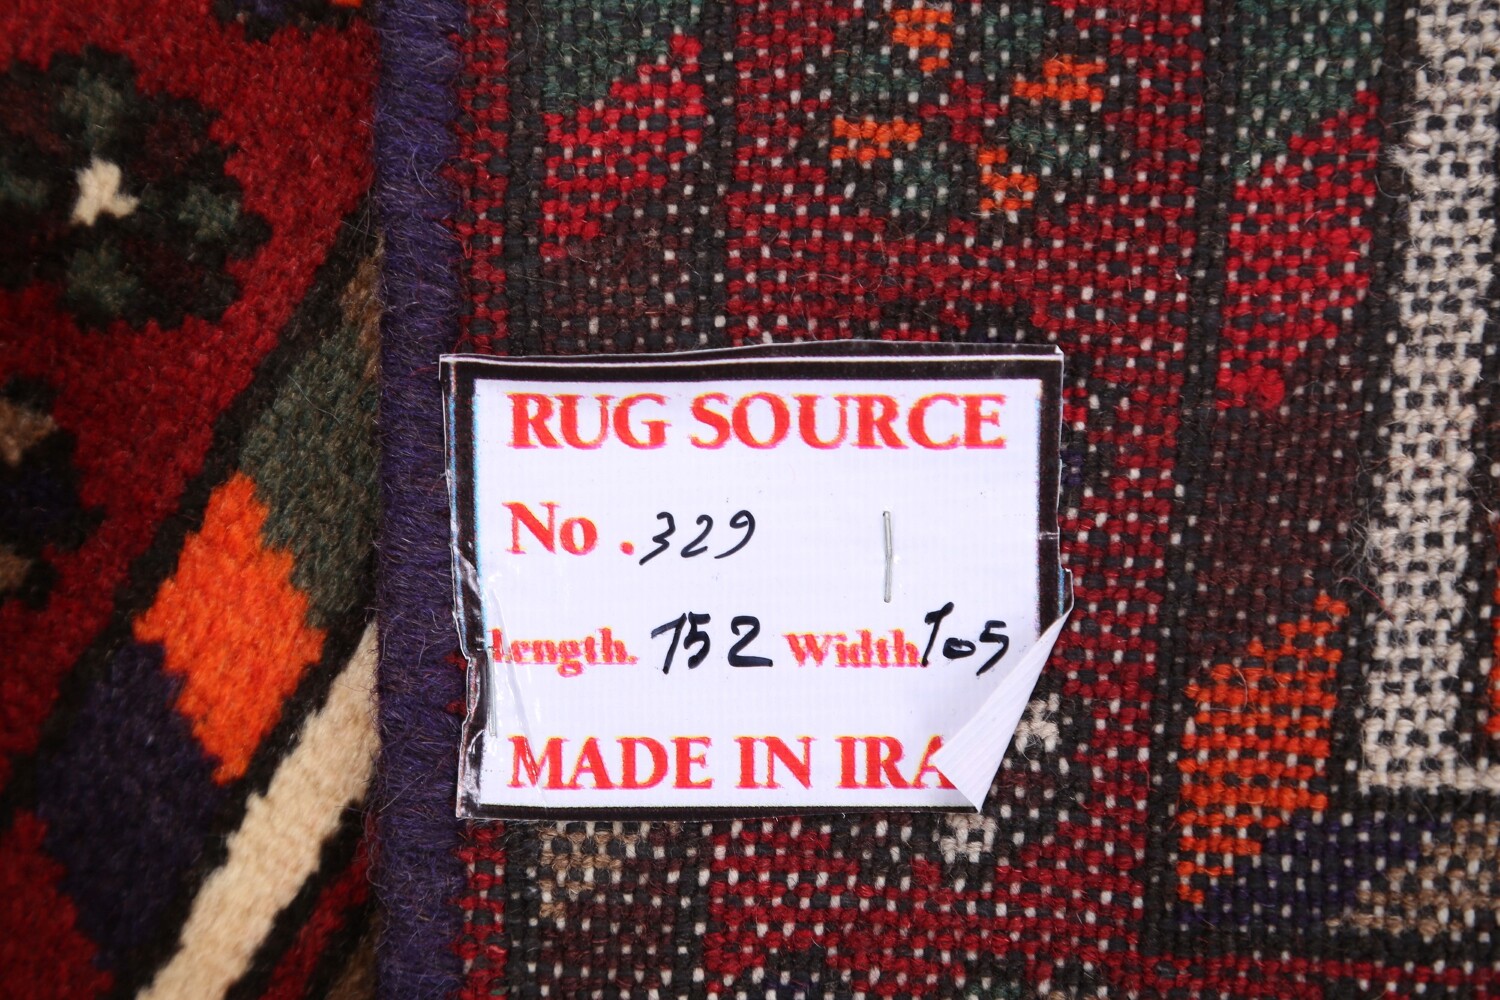 RUG SOURCE
No .329
Length. 152 Width. 105
MADE IN IRA